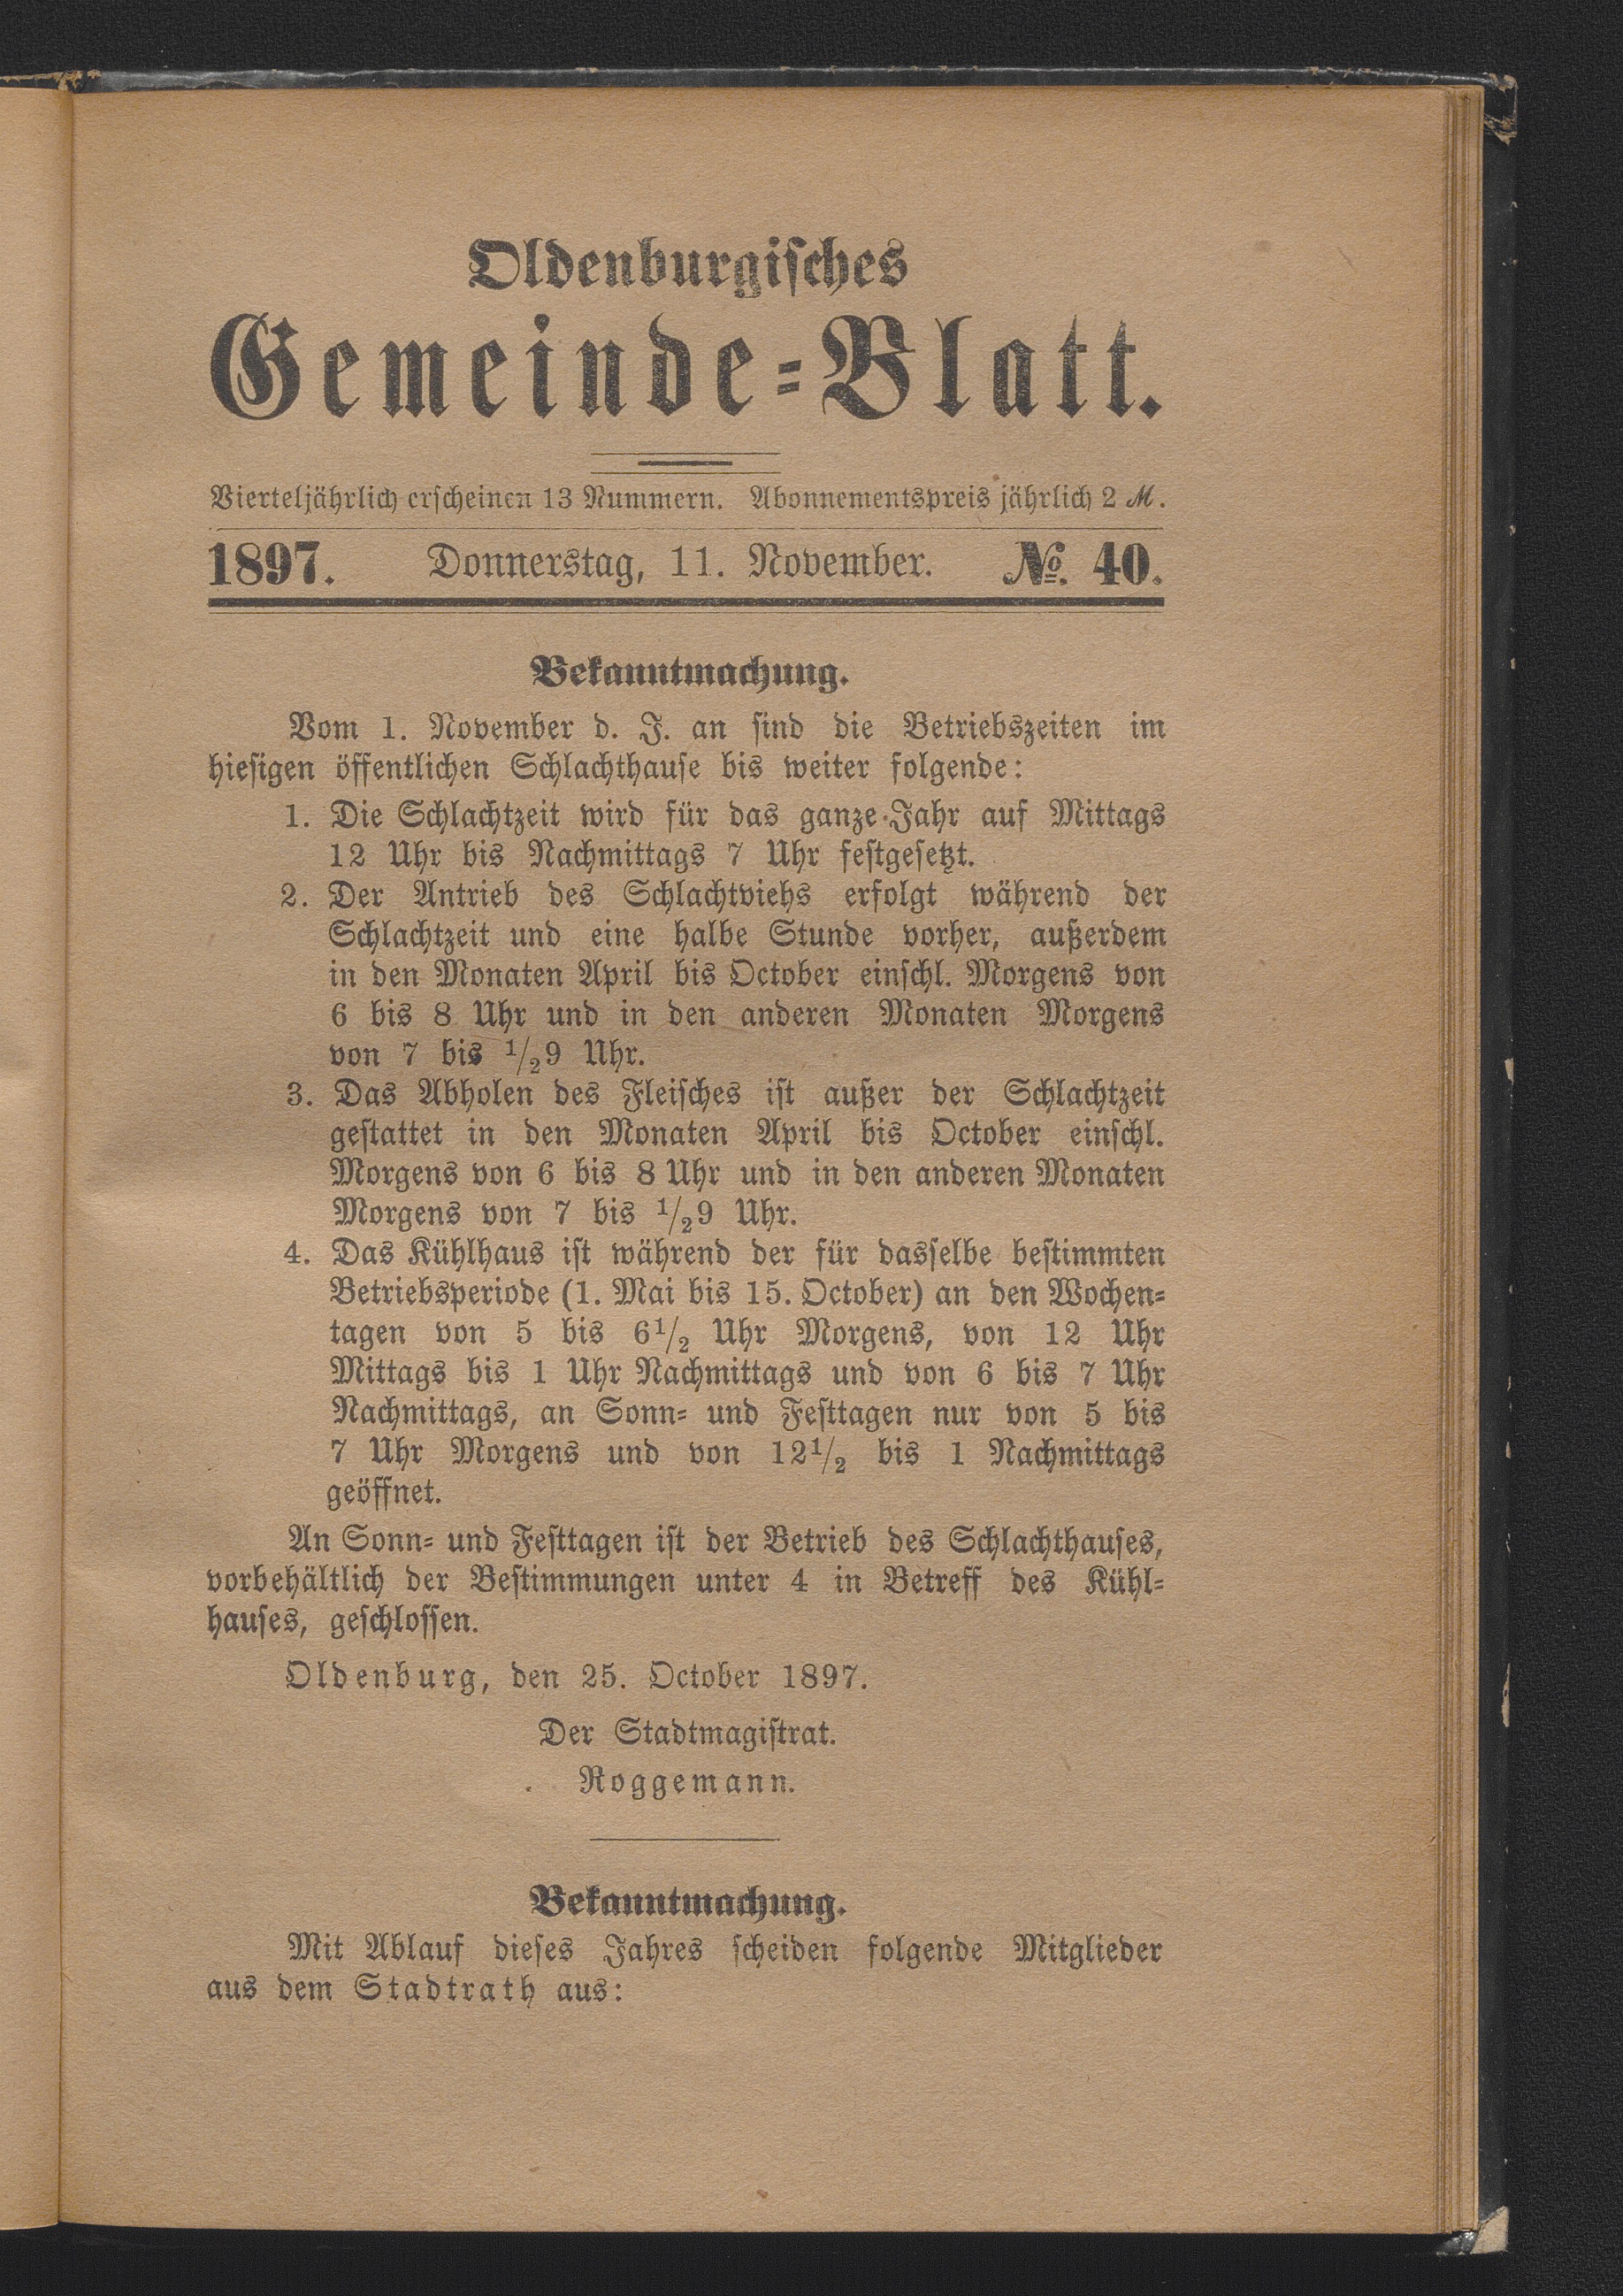 Oldenburgisches
Gemeinde-Blatt.
Vierteljährlich erscheinen 13 Nummern. Abonnementspreis jährlich 2 M.
1897. Donnerstag, 11. November. No. 40.
Bekanntmachung.
Vom 1. November d. J. an sind die Betriebszeiten im
hiesigen öffentlichen Schlachthause bis weiter folgende:
1. Die Schlachtzeit wird für das ganze Jahr auf Mittags
12 Uhr bis Nachmittags 7 Uhr festgesetzt.
2. Der Antrieb des Schlachtviehs erfolgt während der
Schlachtzeit und eine halbe Stunde vorher, außerdem
in den Monaten April bis October einschl. Morgens von
6 bis 8 Uhr und in den anderen Monaten Morgens
von 7 bis 1/2 9 Uhr.
3. Das Abholen des Fleisches ist außer der Schlachtzeit
gestattet in den Monaten April bis October einschl.
Morgens von 6 bis 8 Uhr und in den anderen Monaten
Morgens von 7 bis 1/2 9 Uhr.
4. Das Kühlhaus ist während der für dasselbe bestimmten
Betriebsperiode (1. Mai bis 15. October) an den Wochen-
tagen von 5 bis 6 1/2 Uhr Morgens, von 12 Uhr
Mittags bis 1 Uhr Nachmittags und von 6 bis 7 Uhr
Nachmittags, an Sonn- und Festtagen nur von 5 bis
7 Uhr Morgens und von 12 1/2 bis 1 Nachmittags
geöffnet.
An Sonn- und Festtagen ist der Betrieb des Schlachthauses,
vorbehältlich der Bestimmungen unter 4 in Betreff des Kühl-
hauses, geschlossen.
Oldenburg, den 25. October 1897.
Der Stadtmagistrat.
Roggemann.
Bekanntmachung.
Mit Ablauf dieses Jahres scheiden folgende Mitglieder
aus dem Stadtrath aus: